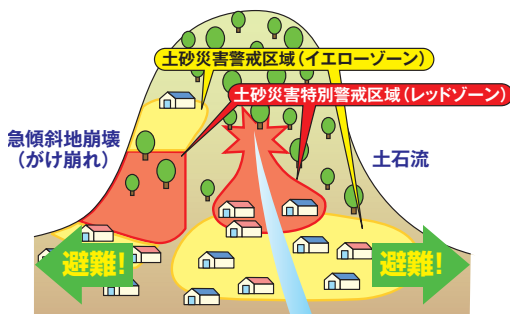 土砂災害警戒区域（イエローゾーン）
土砂災害特別警戒区域（レッドゾーン）
急傾斜地崩壊
（がけ崩れ）
土石流
避難!
避難!